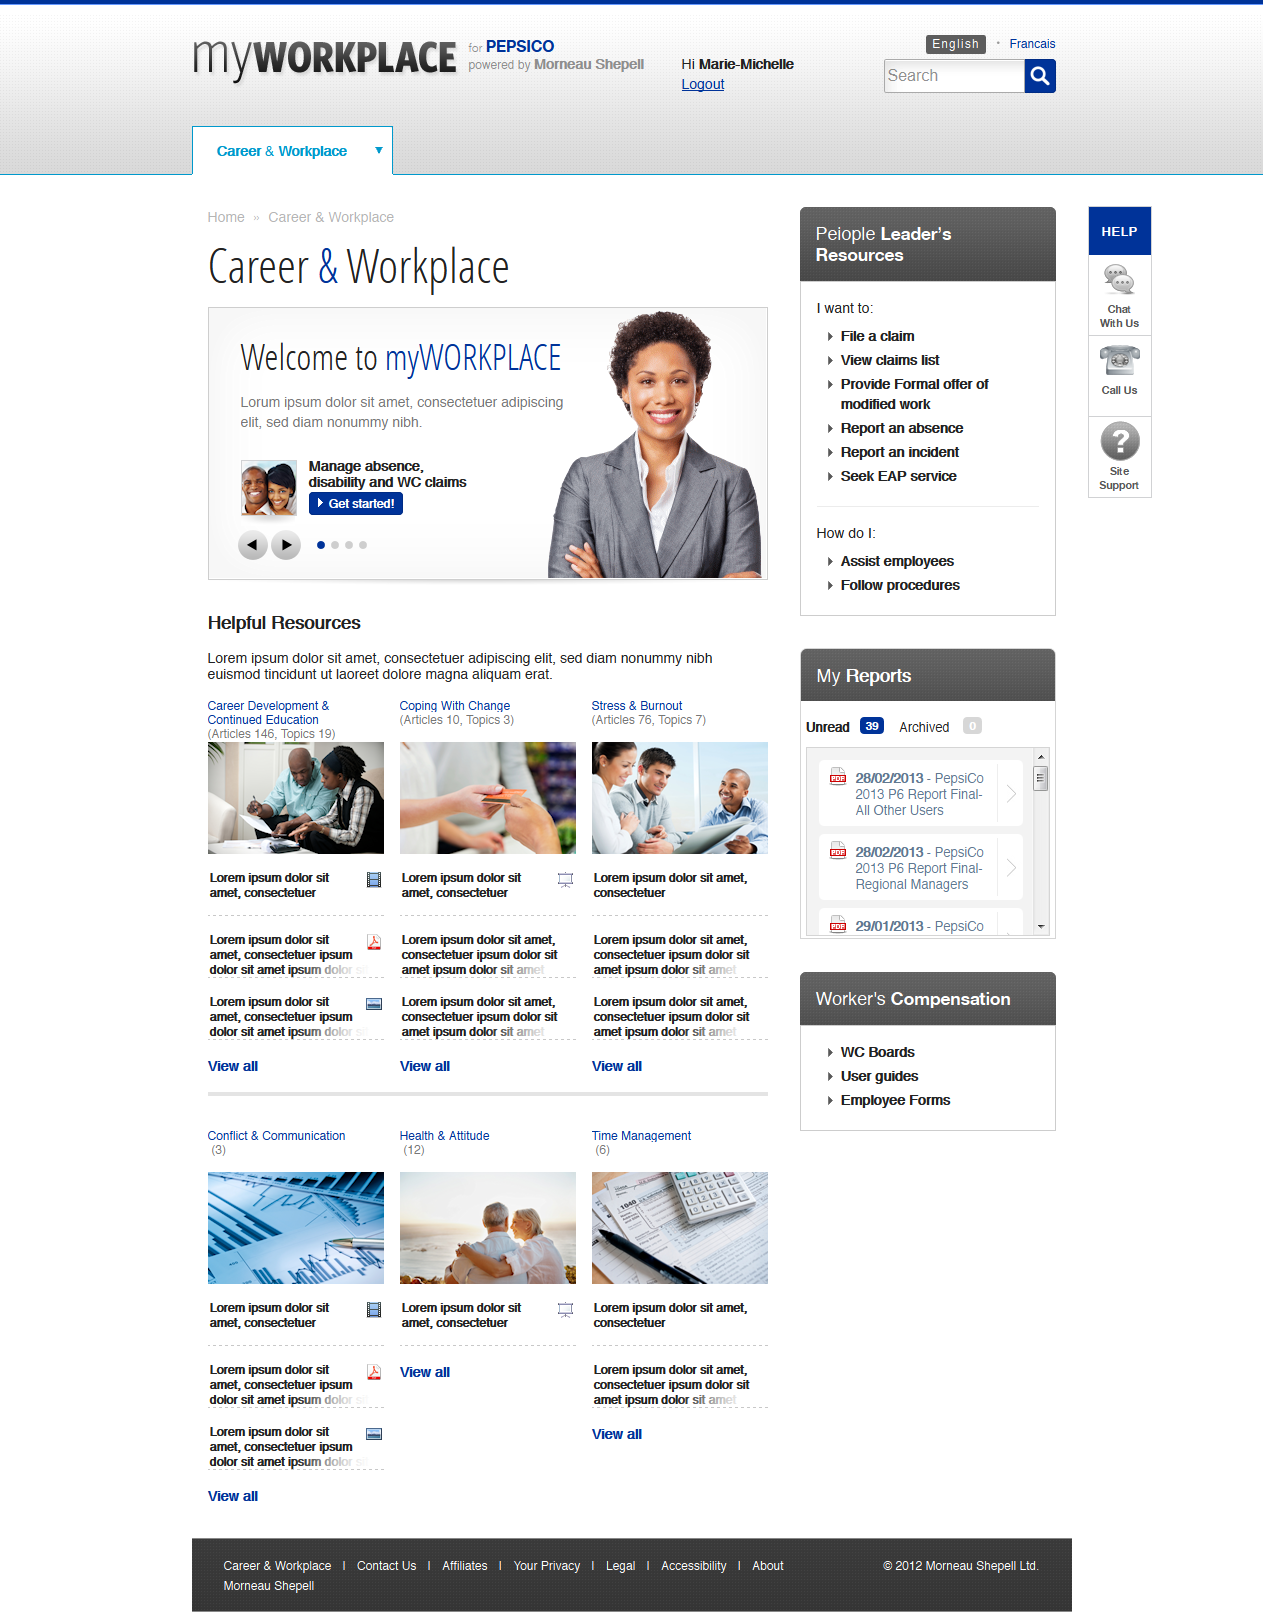 myWORKPLACE for PEPSICO
powered by Morneau Shepell
Hi Marie-Michelle
Logout
English • Francais
Search
Career & Workplace
Home » Career & Workplace
Career & Workplace
Welcome to myWORKPLACE
Lorum ipsum dolor sit amet, consectetuer adipiscing
elit, sed diam nonummy nibh.
Manage absence,
disability and WC claims
Get started!
Helpful Resources
Lorem ipsum dolor sit amet, consectetuer adipiscing elit, sed diam nonummy nibh
euismod tincidunt ut laoreet dolore magna aliquam erat.
Career Development &
Continued Education
(Articles 146, Topics 19)
Lorem ipsum dolor sit
amet, consectetuer
Lorem ipsum dolor sit
amet, consectetuer ipsum
dolor sit amet ipsum dolor s
Lorem ipsum dolor sit
amet, consectetuer ipsum
dolor sit amet ipsum dolor s
View all
Coping With Change
(Articles 10, Topics 3)
Lorem ipsum dolor sit
amet, consectetuer
Lorem ipsum dolor sit amet,
consectetuer ipsum dolor sit
amet ipsum dolor sit amet
Lorem ipsum dolor sit amet,
consectetuer ipsum dolor sit
amet ipsum dolor sit amet
View all
Stress & Burnout
(Articles 76, Topics 7)
Lorem ipsum dolor sit amet,
consectetuer
Lorem ipsum dolor sit amet,
consectetuer ipsum dolor sit
amet ipsum dolor sit amet
Lorem ipsum dolor sit amet,
consectetuer ipsum dolor sit
amet ipsum dolor sit amet
View all
Conflict & Communication
(3)
Lorem ipsum dolor sit
amet, consectetuer
Lorem ipsum dolor sit
amet, consectetuer ipsum
dolor sit amet ipsum dolor s
Lorem ipsum dolor sit
amet, consectetuer ipsum
dolor sit amet ipsum dolor s
View all
Health & Attitude
(12)
Lorem ipsum dolor sit
amet, consectetuer
View all
Time Management
(6)
1040
Lorem ipsum dolor sit amet,
consectetuer
Lorem ipsum dolor sit amet,
consectetuer ipsum dolor sit
amet ipsum dolor sit amet
View all
Peiople Leader's
Resources
I want to:
File a claim
View claims list
Provide Formal offer of
modified work
Report an absence
Report an incident
Seek EAP service
How do I:
Assist employees
Follow procedures
My Reports
Unread 39 Archived 0
PDF
28/02/2013 - PepsiCo
2013 P6 Report Final-
All Other Users
PDF
28/02/2013 - PepsiCo
2013 P6 Report Final-
Regional Managers
PDF
29/01/2013 - PepsiCo
Worker's Compensation
WC Boards
User guides
Employee Forms
HELP
Chat
With Us
Call Us
?
Site
Support
Career & Workplace | Contact Us | Affiliates | Your Privacy | Legal | Accessibility | About
Morneau Shepell
© 2012 Morneau Shepell Ltd.